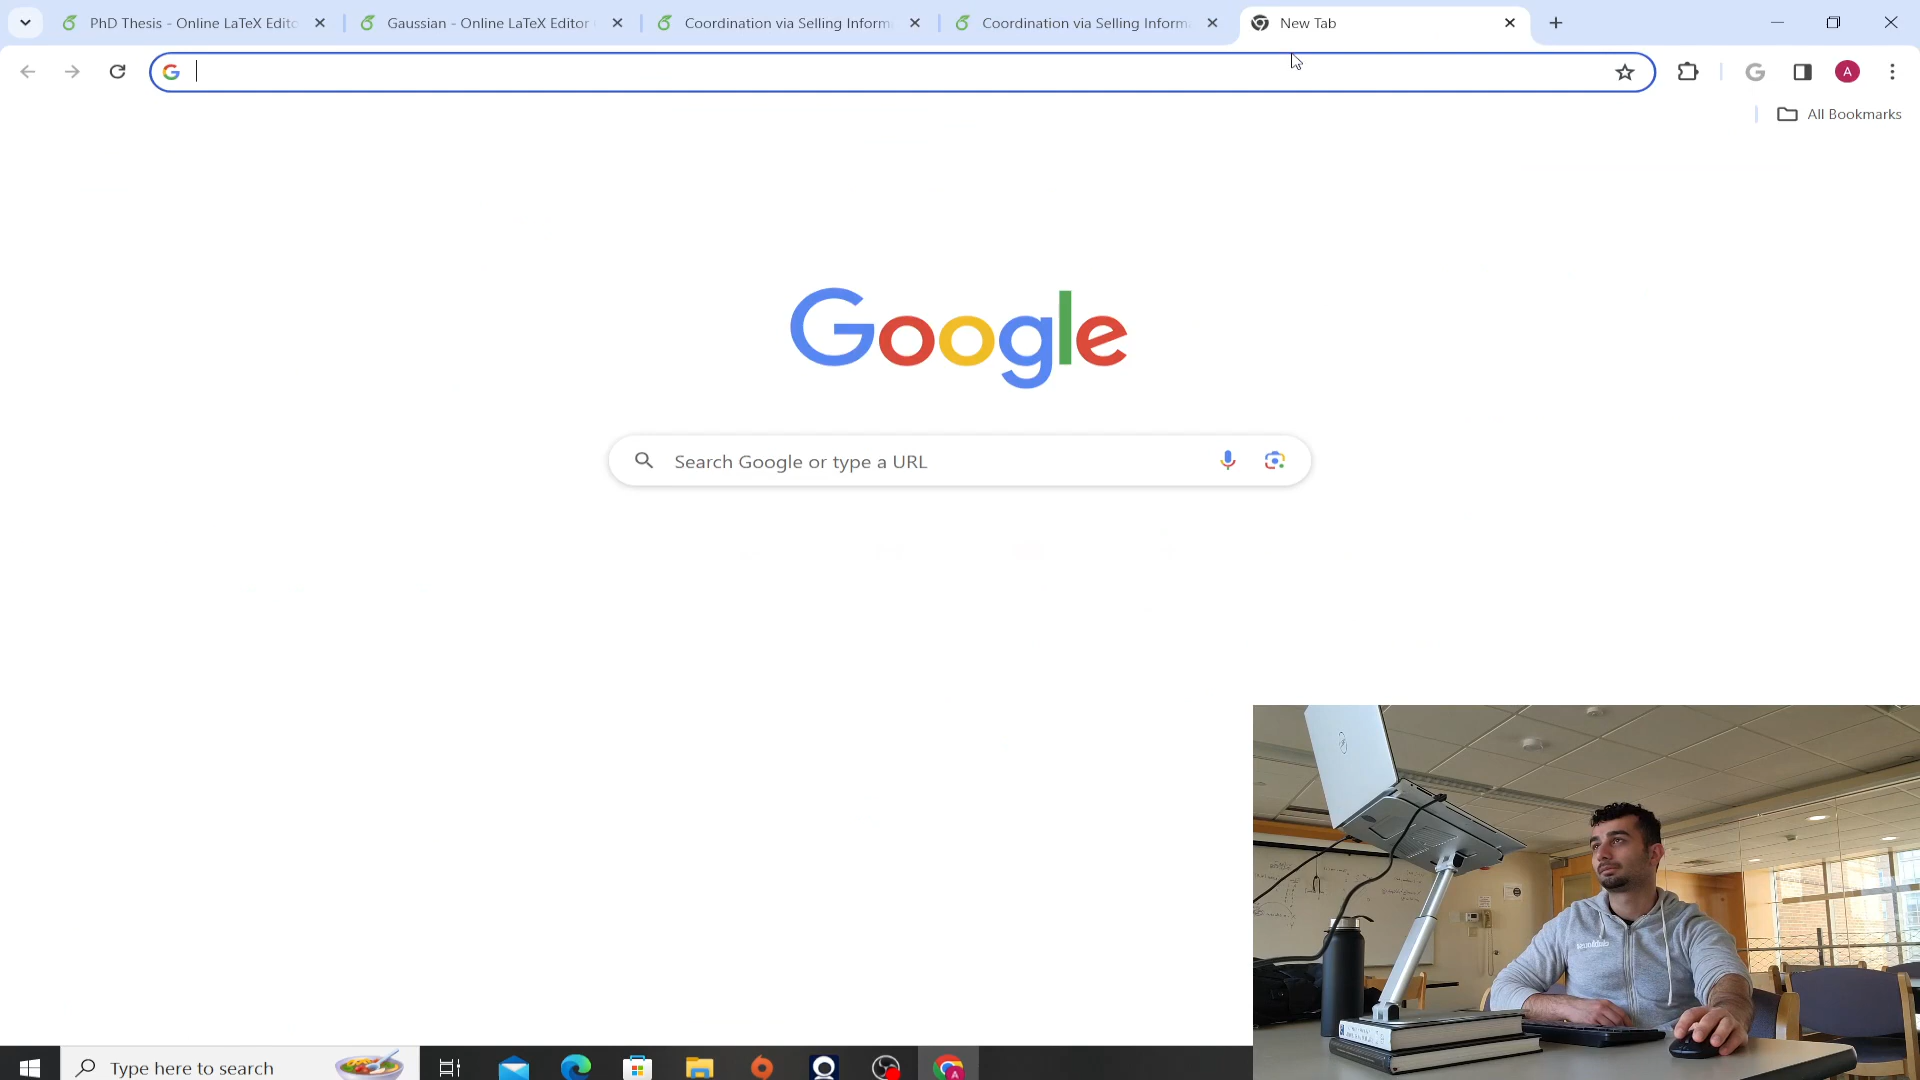 PhD Thesis - Online LaTeX Edito
Gaussian - Online LaTeX Editor
Coordination via Selling Inform
Coordination via Selling Informa
New Tab
A
All Bookmarks
Google
Search Google or type a URL
Type here to search